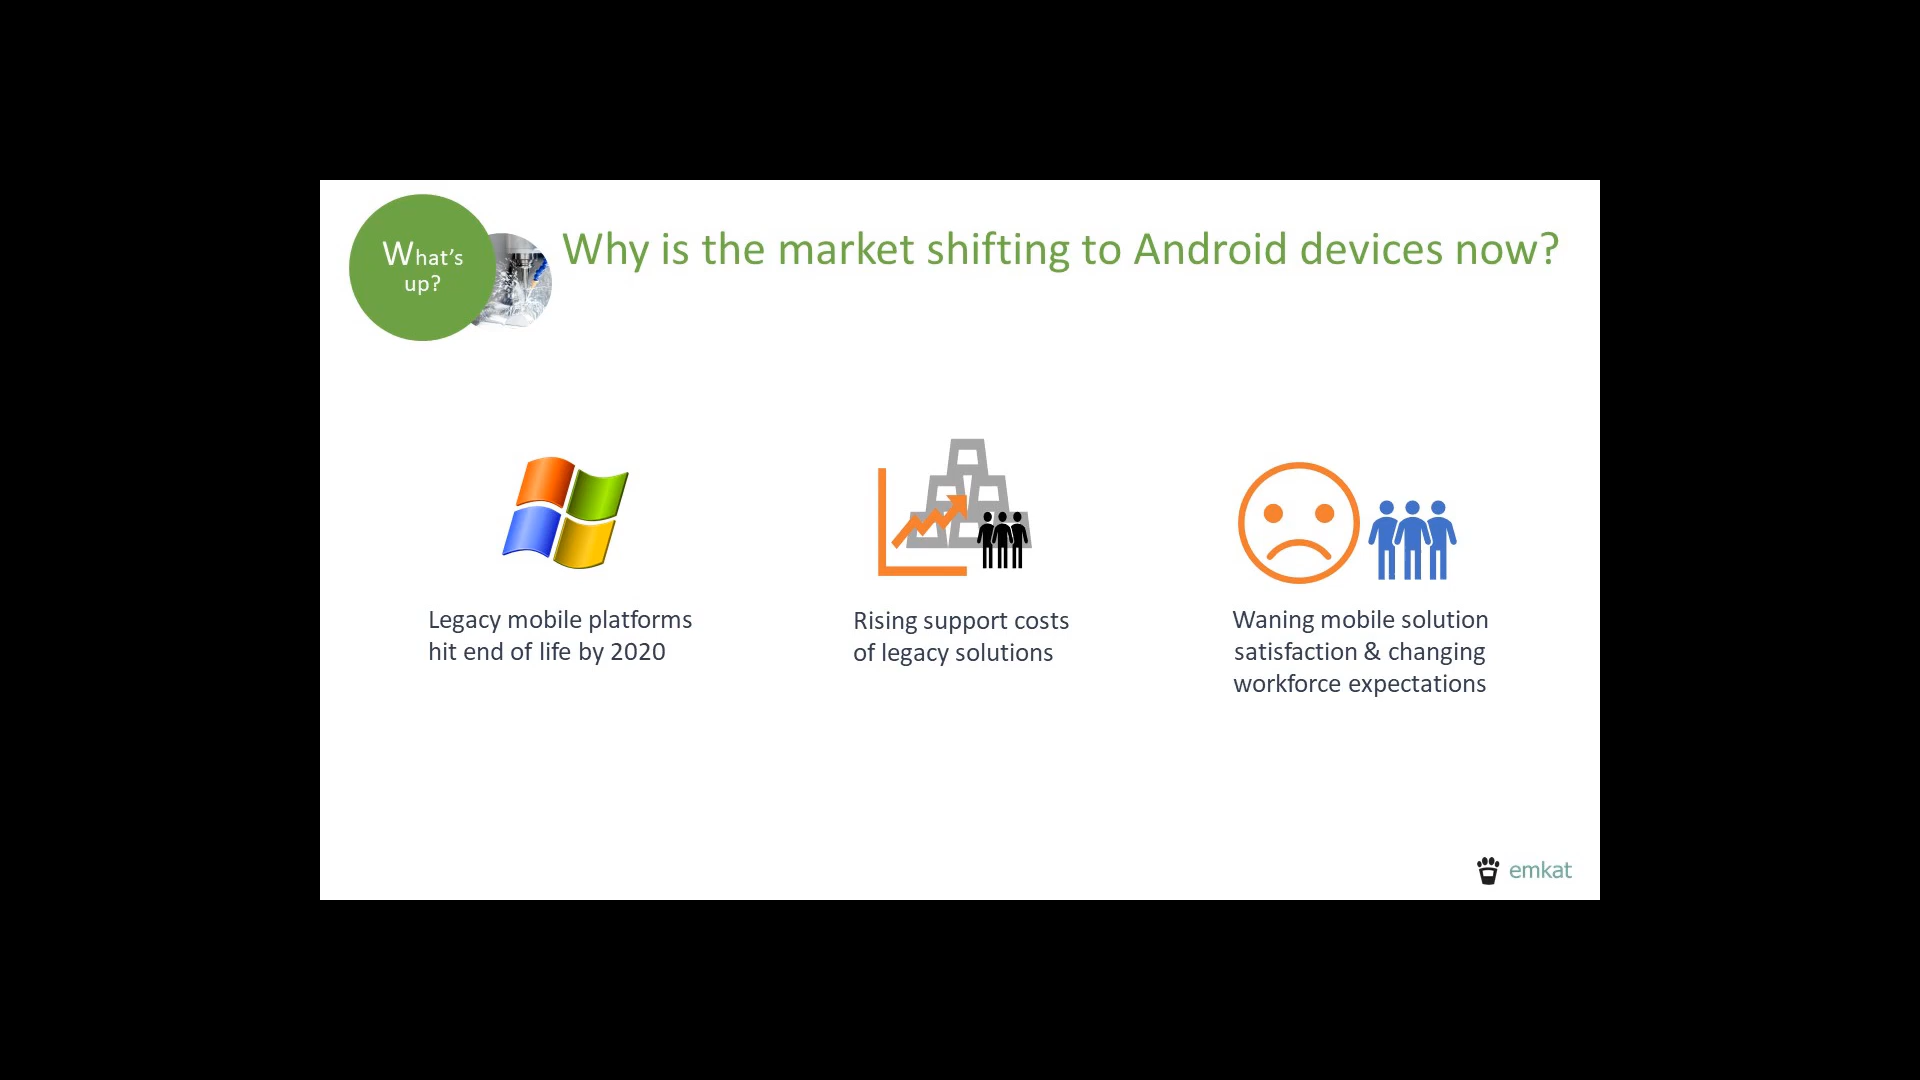 What's
up?
Why is the market shifting to Android devices now?
Legacy mobile platforms
hit end of life by 2020
Rising support costs
of legacy solutions
Waning mobile solution
satisfaction & changing
workforce expectations
emkat